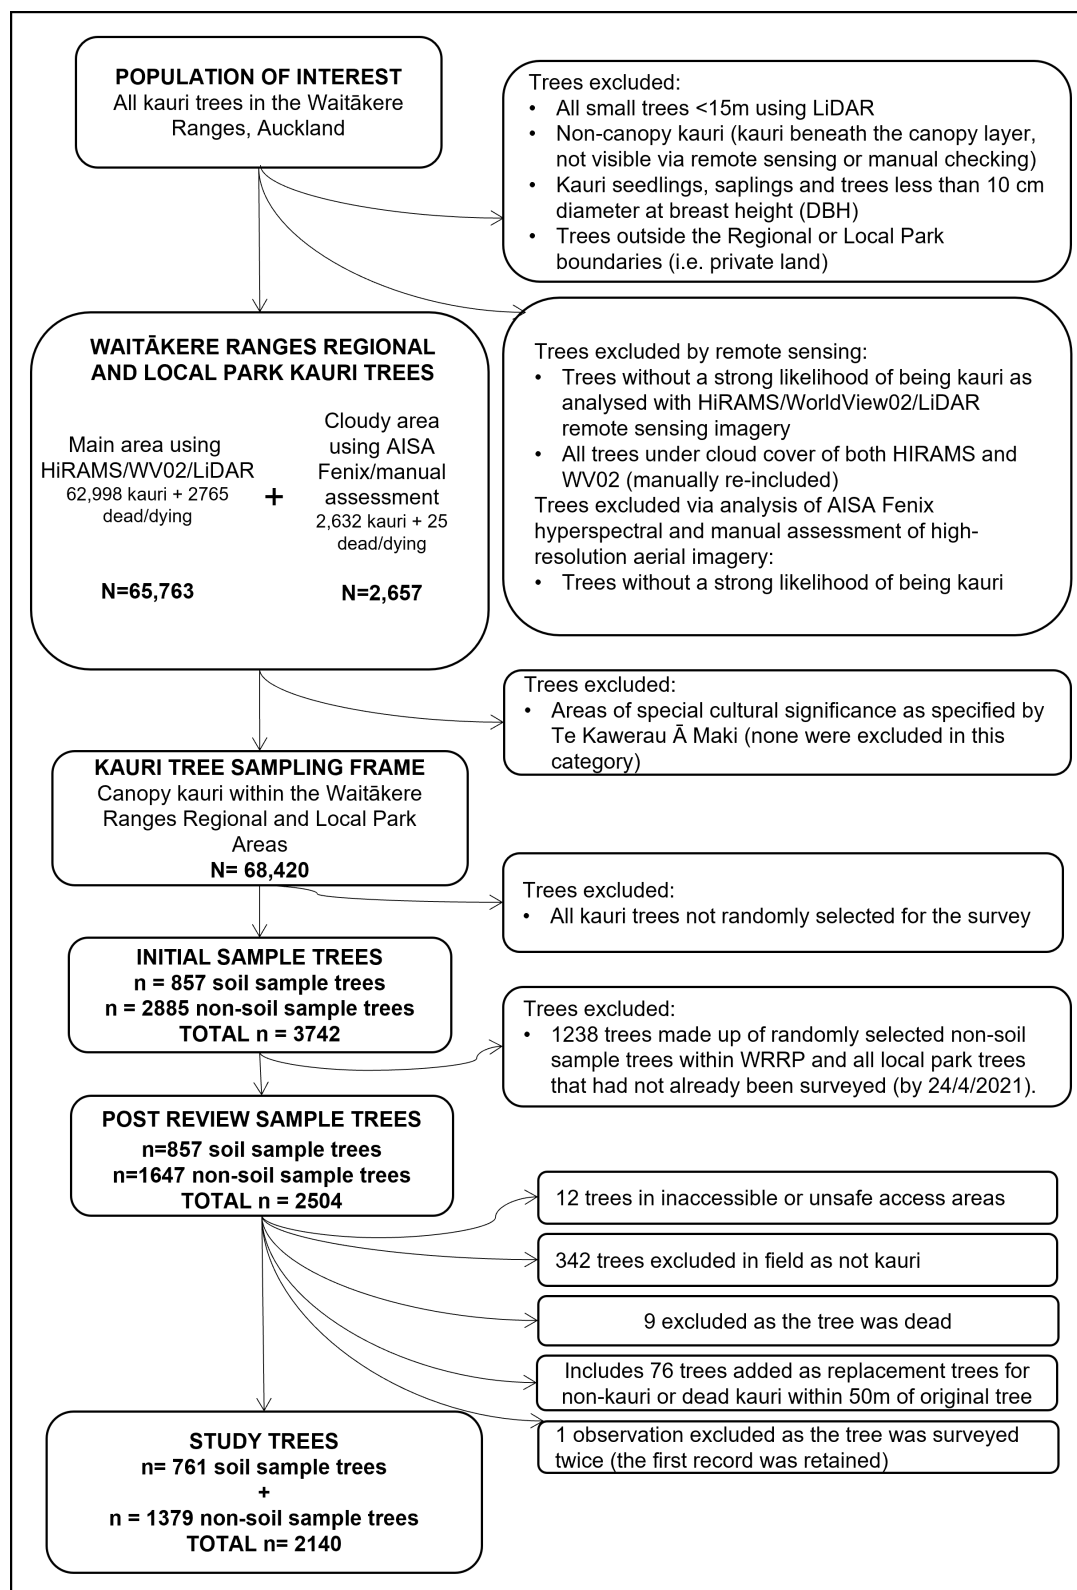 POPULATION OF INTEREST
All kauri trees in the Waitākere
Ranges, Auckland
Trees excluded:
• All small trees <15m using LiDAR
• Non-canopy kauri (kauri beneath the canopy layer,
not visible via remote sensing or manual checking)
• Kauri seedlings, saplings and trees less than 10 cm
diameter at breast height (DBH)
• Trees outside the Regional or Local Park
boundaries (i.e. private land)
WAITĀKERE RANGES REGIONAL
AND LOCAL PARK KAURI TREES
Main area using
HiRAMS/WV02/LiDAR
62,998 kauri + 2765
dead/dying
N=65,763
+
Cloudy area
using AISA
Fenix/manual
assessment
2,632 kauri + 25
dead/dying
N=2,657
Trees excluded by remote sensing:
• Trees without a strong likelihood of being kauri as
analysed with HiRAMS/WorldView02/LiDAR
remote sensing imagery
• All trees under cloud cover of both HIRAMS and
WV02 (manually re-included)
Trees excluded via analysis of AISA Fenix
hyperspectral and manual assessment of high-
resolution aerial imagery:
• Trees without a strong likelihood of being kauri
Trees excluded:
• Areas of special cultural significance as specified by
Te Kawerau Ā Maki (none were excluded in this
category)
KAURI TREE SAMPLING FRAME
Canopy kauri within the Waitākere
Ranges Regional and Local Park
Areas
N= 68,420
Trees excluded:
• All kauri trees not randomly selected for the survey
INITIAL SAMPLE TREES
n = 857 soil sample trees
n = 2885 non-soil sample trees
TOTAL n = 3742
Trees excluded:
• 1238 trees made up of randomly selected non-soil
sample trees within WRRP and all local park trees
that had not already been surveyed (by 24/4/2021).
POST REVIEW SAMPLE TREES
n=857 soil sample trees
n=1647 non-soil sample trees
TOTAL n = 2504
12 trees in inaccessible or unsafe access areas
342 trees excluded in field as not kauri
9 excluded as the tree was dead
Includes 76 trees added as replacement trees for
non-kauri or dead kauri within 50m of original tree
1 observation excluded as the tree was surveyed
twice (the first record was retained)
STUDY TREES
n= 761 soil sample trees
+
n = 1379 non-soil sample trees
TOTAL n= 2140